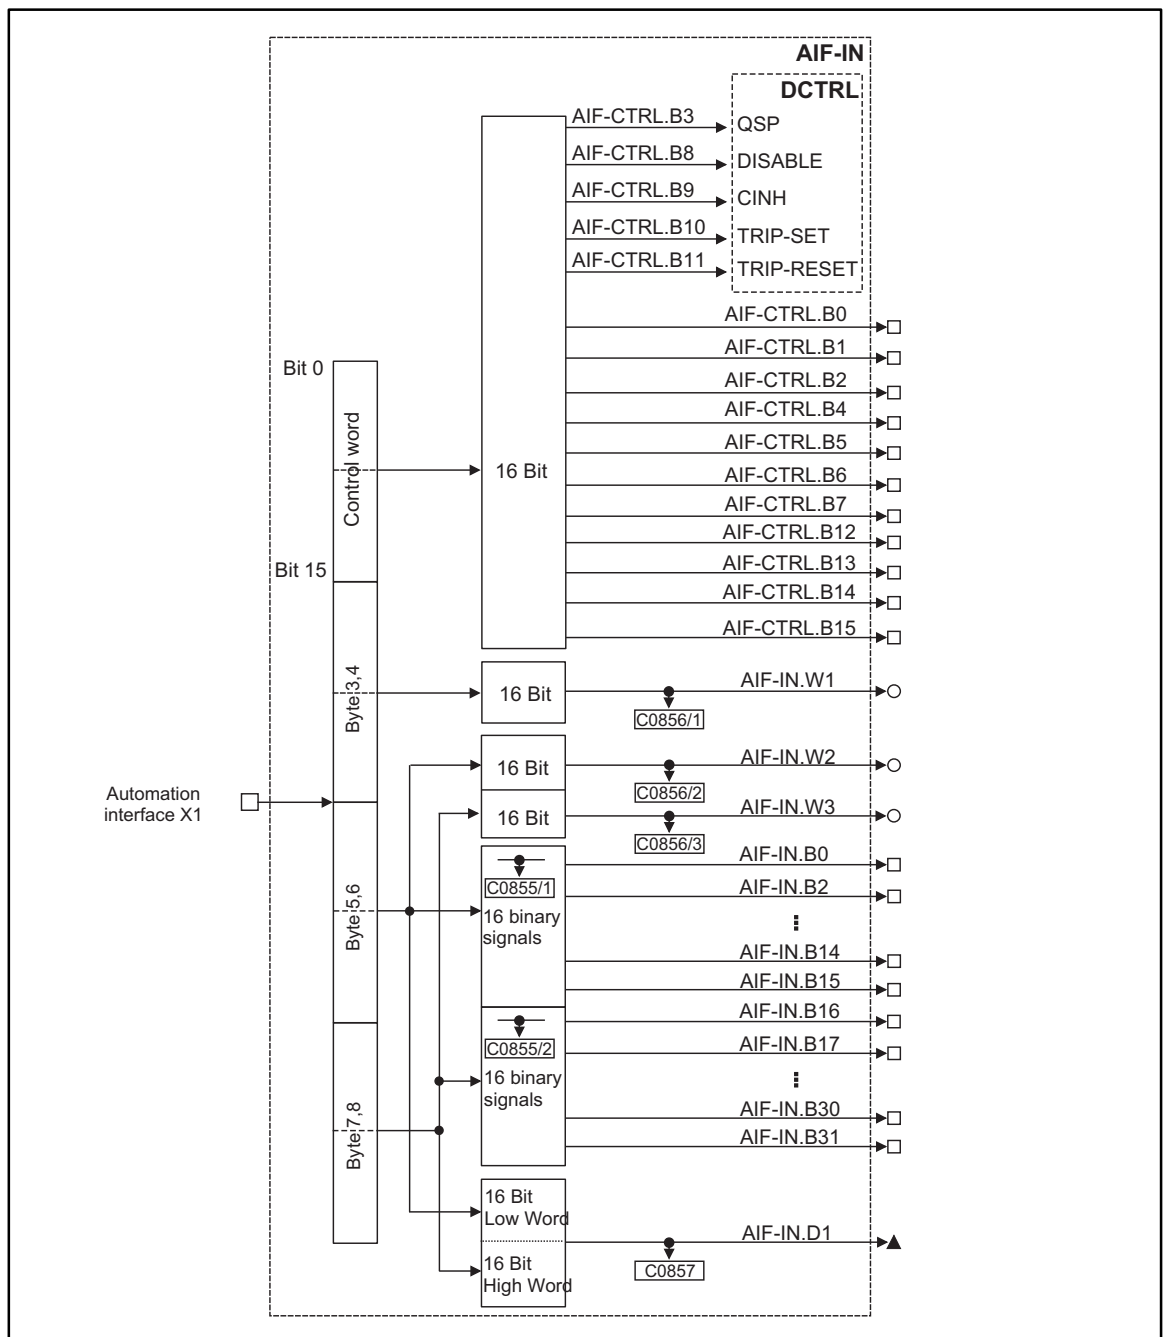 AIF-IN
DCTRL
AIF-CTRL.B3
QSP
AIF-CTRL.B8
DISABLE
AIF-CTRL.B9
CINH
AIF-CTRL.B10
TRIP-SET
AIF-CTRL.B11
TRIP-RESET
AIF-CTRL.B0
AIF-CTRL.B1
AIF-CTRL.B2
AIF-CTRL.B4
AIF-CTRL.B5
AIF-CTRL.B6
AIF-CTRL.B7
AIF-CTRL.B12
AIF-CTRL.B13
AIF-CTRL.B14
AIF-CTRL.B15
Bit 0
Control word
16 Bit
Bit 15
Byte 3,4
16 Bit
AIF-IN.W1
C0856/1
Automation
interface X1
16 Bit
AIF-IN.W2
C0856/2
16 Bit
AIF-IN.W3
C0856/3
Byte 5,6
C0855/1
16 binary
signals
AIF-IN.B0
AIF-IN.B2
AIF-IN.B14
AIF-IN.B15
C0855/2
16 binary
signals
AIF-IN.B16
AIF-IN.B17
AIF-IN.B30
AIF-IN.B31
Byte 7,8
16 Bit
Low Word
16 Bit
High Word
AIF-IN.D1
C0857